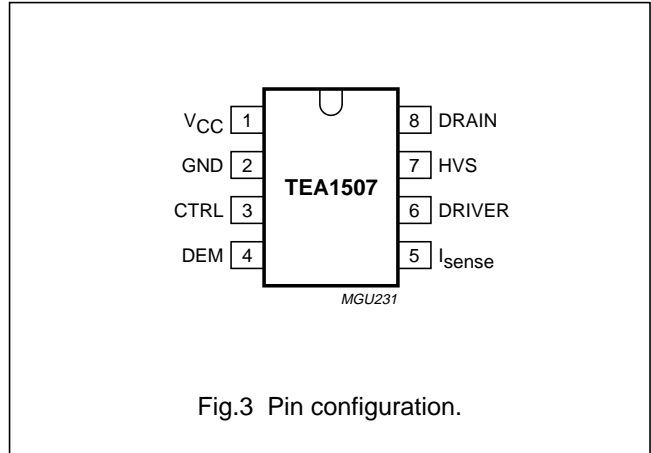 VCC 1 8 DRAIN
GND 2 7 HVS
TEA1507
CTRL 3 6 DRIVER
DEM 4 5 Isense
MGU231
Fig.3 Pin configuration.